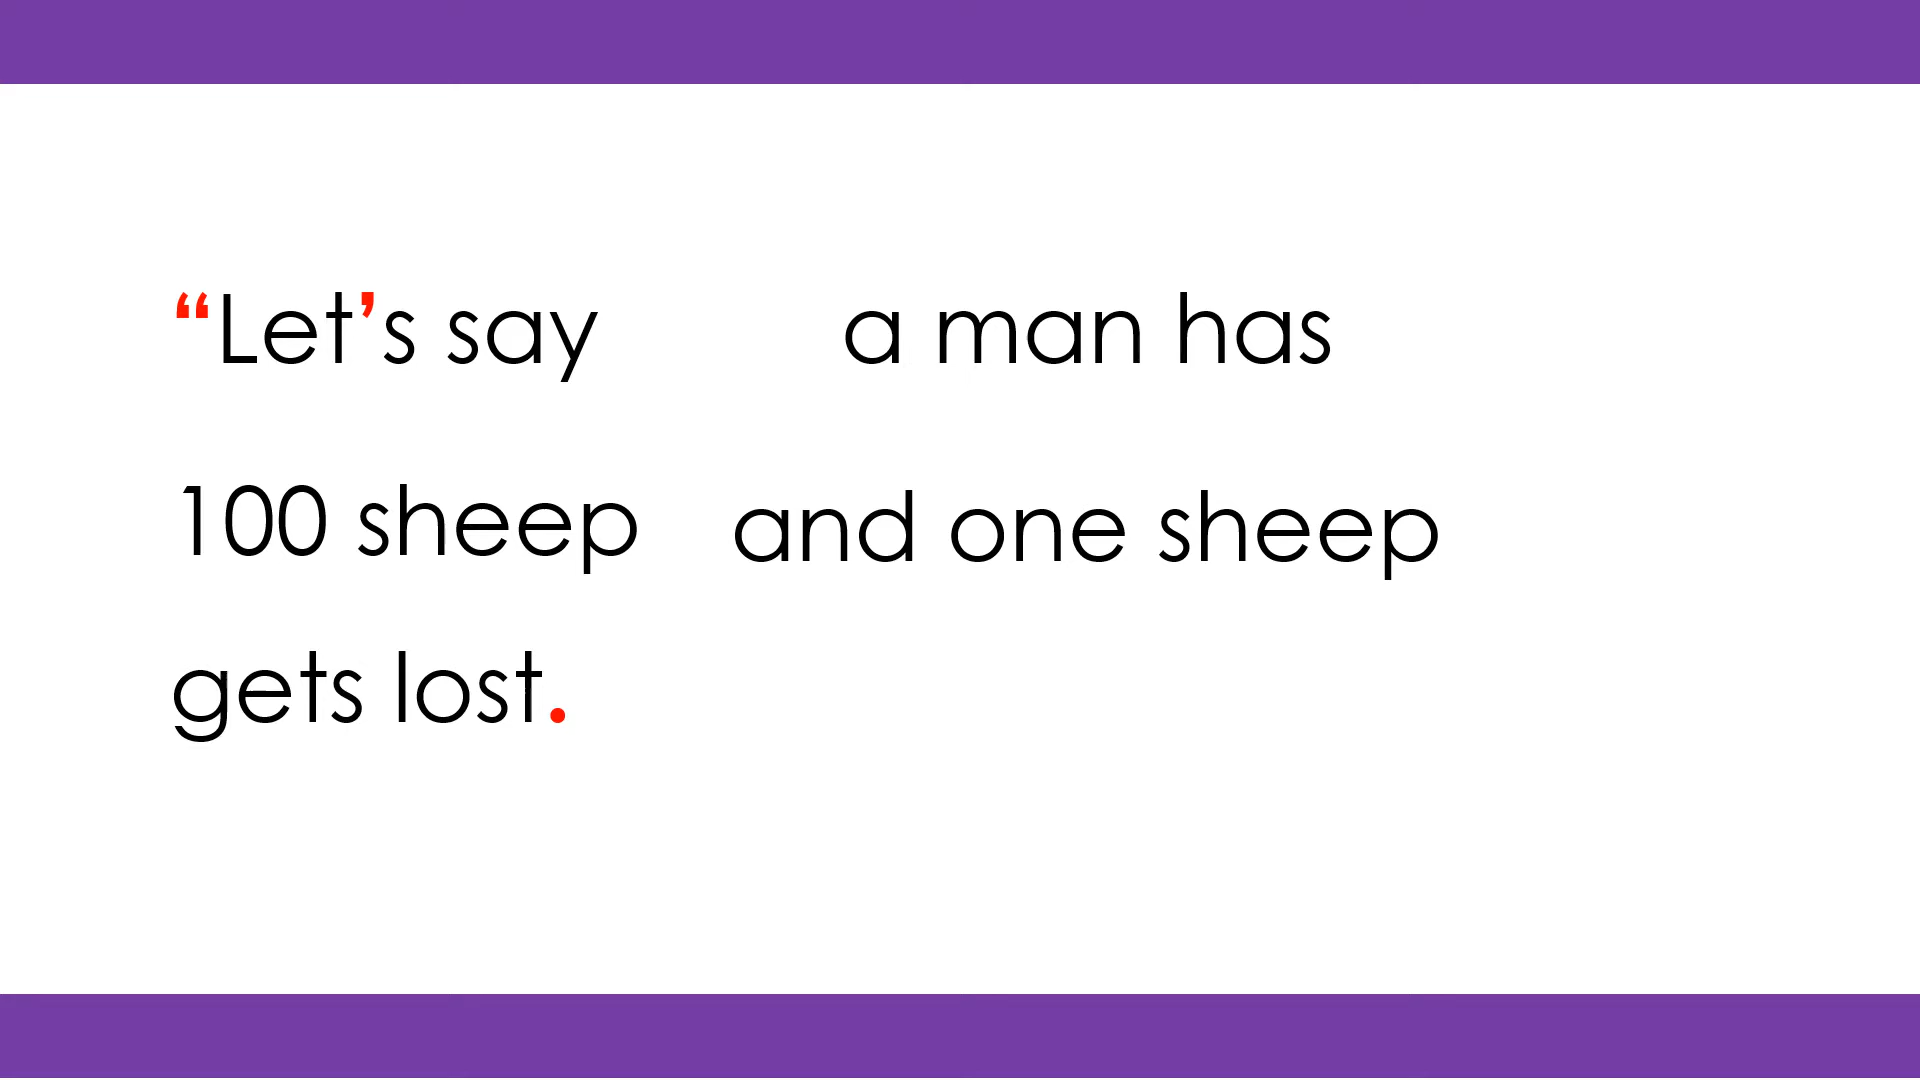 “Let’s say a man has
100 sheep and one sheep
gets lost.